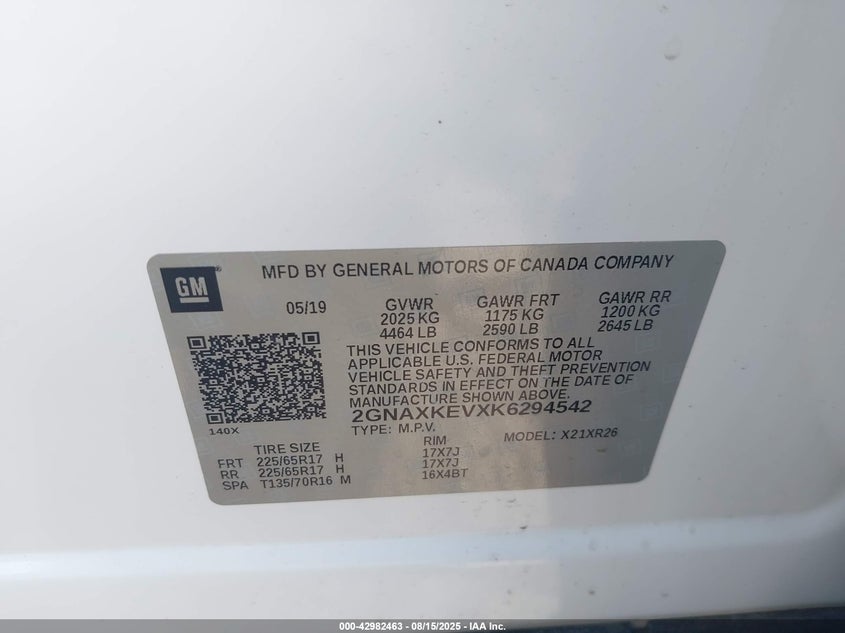 GM
MFD BY GENERAL MOTORS OF CANADA COMPANY
05/19
GVWR GAWR FRT GAWR RR
2025 KG 1175 KG 1200 KG
4464 LB 2590 LB 2645 LB
THIS VEHICLE CONFORMS TO ALL
APPLICABLE U.S. FEDERAL MOTOR
VEHICLE SAFETY AND THEFT PREVENTION
STANDARDS IN EFFECT ON THE DATE OF
MANUFACTURE SHOWN ABOVE.
2GNAXKEVXK6294542
140X
TYPE: M.P.V. MODEL: X21XR26
TIRE SIZE RIM
FRT 225/65R17 H 17X7J
RR 225/65R17 H 17X7J
SPA T135/70R16 M 16X4BT
000-42982463 - 08/15/2025 - IAA Inc.